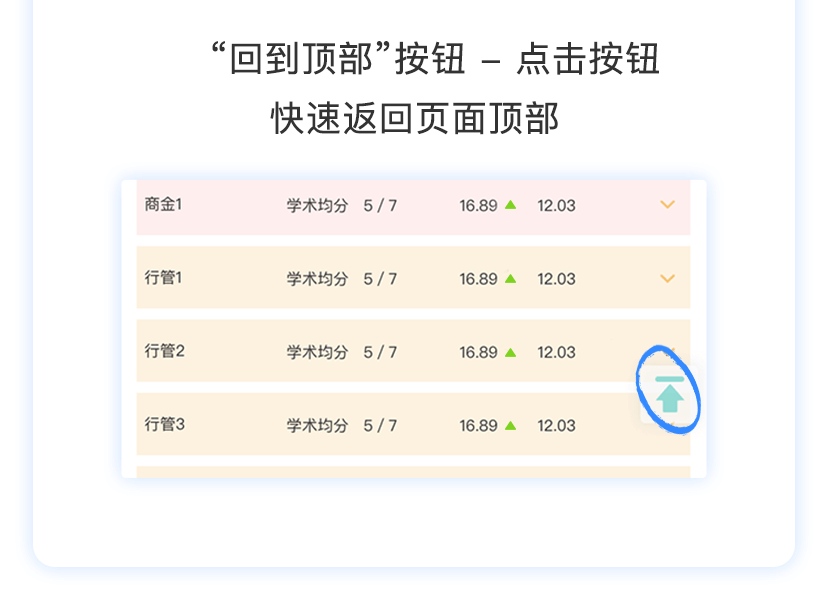 “回到顶部”按钮 – 点击按钮
快速返回页面顶部
商金1 学术均分 5 / 7 16.89 ▲ 12.03
行管1 学术均分 5 / 7 16.89 ▲ 12.03
行管2 学术均分 5 / 7 16.89 ▲ 12.03
行管3 学术均分 5 / 7 16.89 ▲ 12.03